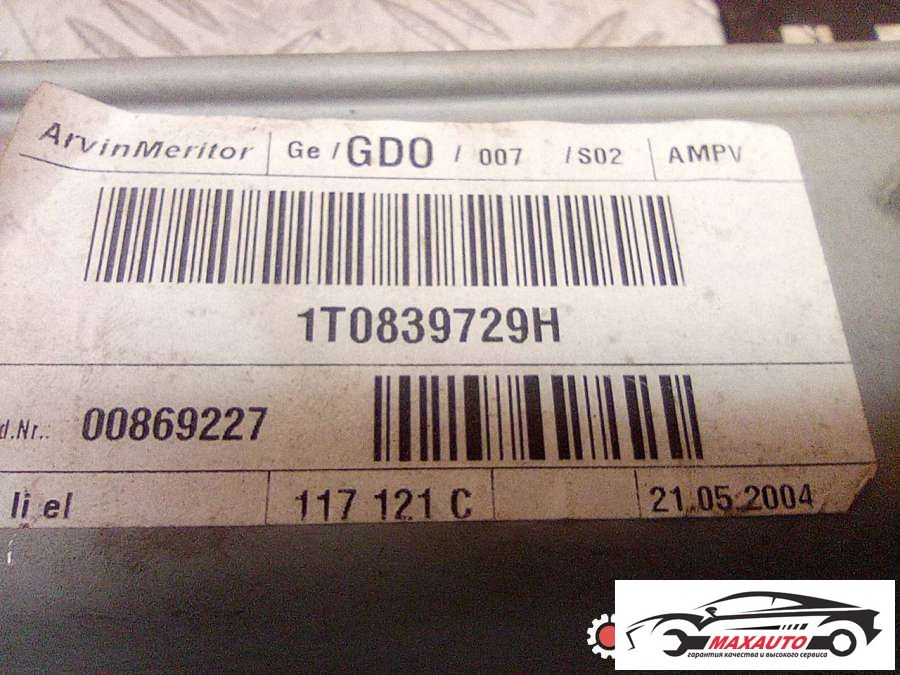 ArvinMeritor Ge / GDO / 007 / S02 AMPV
1T0839729H
d.Nr.: 00869227
li el 117 121 C 21.05.2004
MAXAUTO
гарантия качества и высокого сервиса